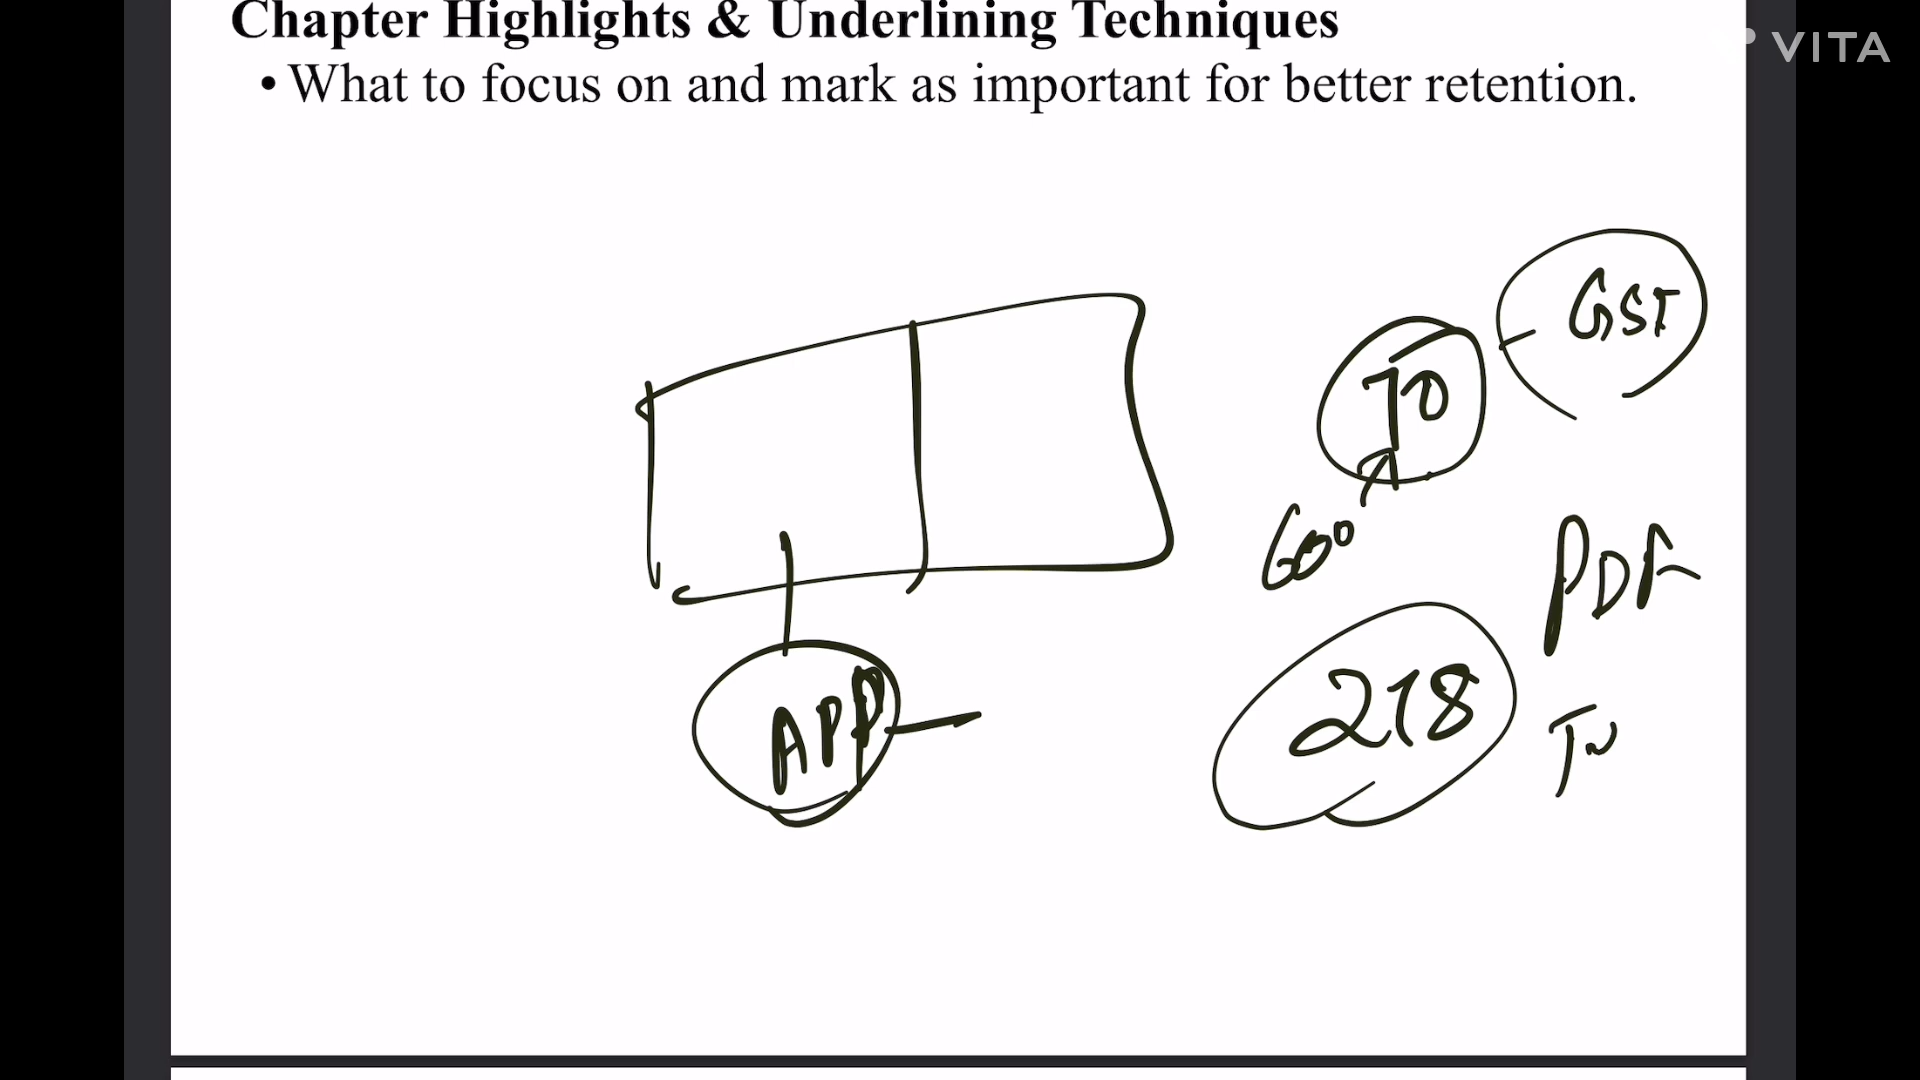 Chapter Highlights & Underlining Techniques
VITA
• What to focus on and mark as important for better retention.
GST
70
600
PDF
APP
218